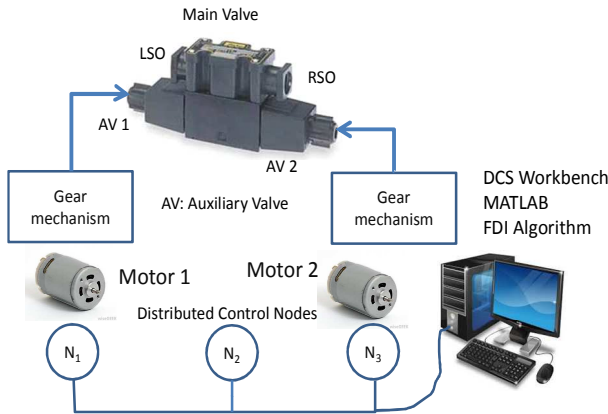 Main Valve
LSO
RSO
AV 1
AV 2
Gear
mechanism
AV: Auxiliary Valve
Gear
mechanism
DCS Workbench
MATLAB
FDI Algorithm
Motor 1
Motor 2
Distributed Control Nodes
N1
N2
N3